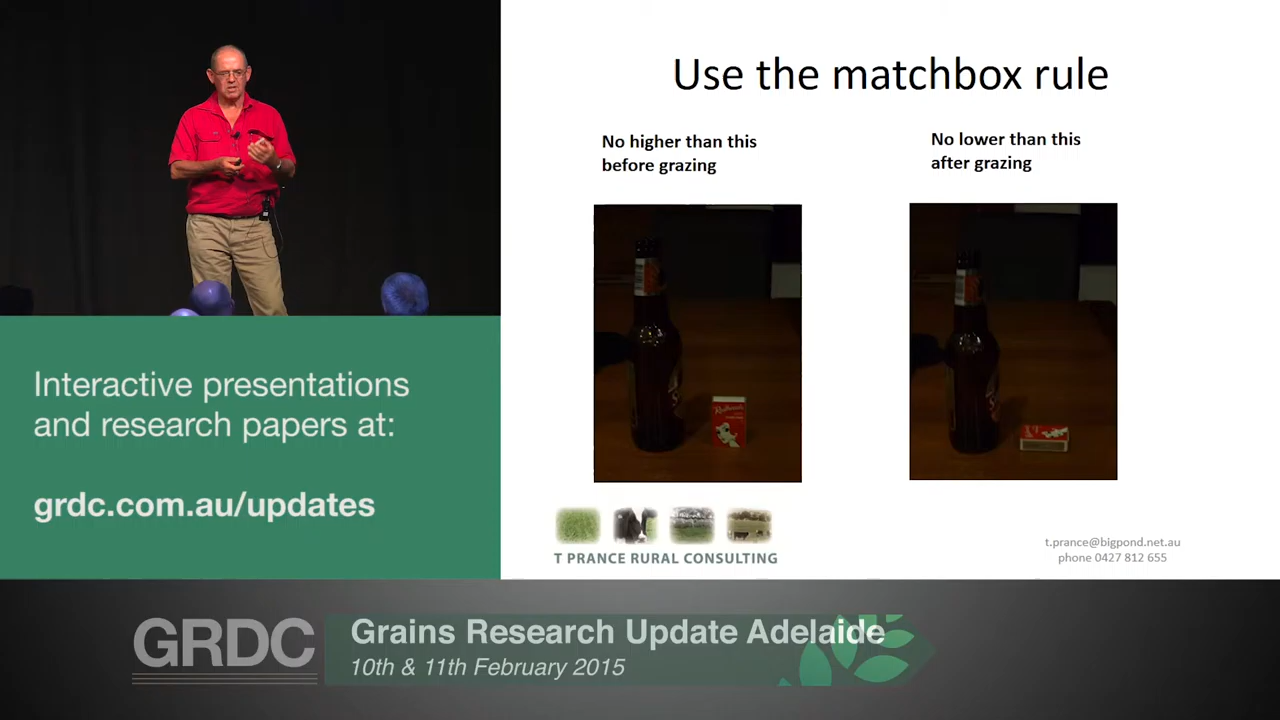 Use the matchbox rule
No higher than this
before grazing
No lower than this
after grazing
Redheads
T PRANCE RURAL CONSULTING
t.prance@bigpond.net.au
phone 0427 812 655
Interactive presentations
and research papers at:
grdc.com.au/updates
GRDC
Grains Research Update Adelaide
10th & 11th February 2015